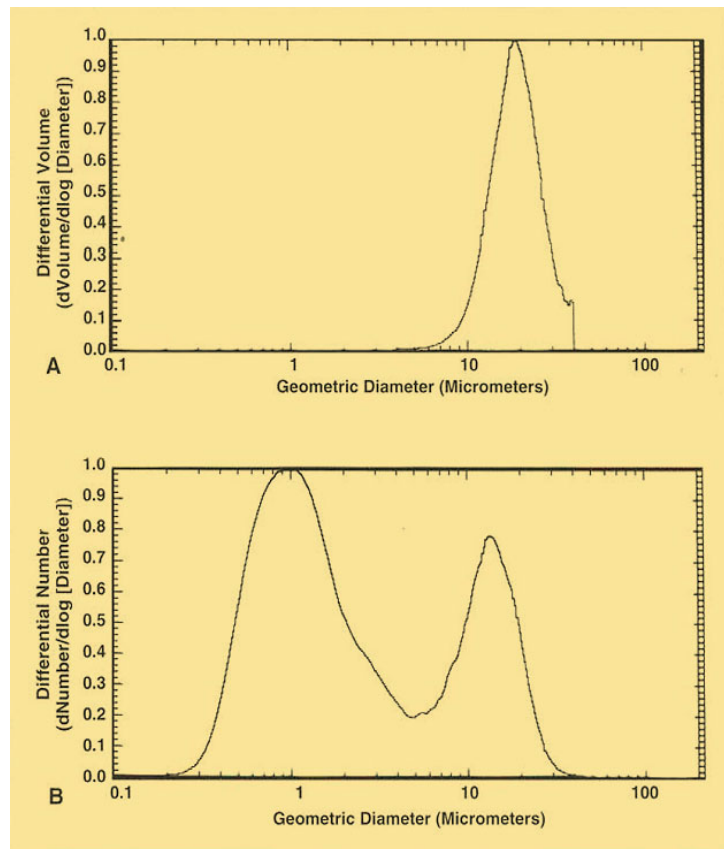 1.0
0.9
0.8
0.7
0.6
0.5
0.4
0.3
0.2
0.1
0.0
Differential Volume
(dVolume/dlog [Diameter])
0.1 1 10 100
A
Geometric Diameter (Micrometers)
1.0
0.9
0.8
0.7
0.6
0.5
0.4
0.3
0.2
0.1
0.0
Differential Number
(dNumber/dlog [Diameter])
0.1 1 10 100
B
Geometric Diameter (Micrometers)